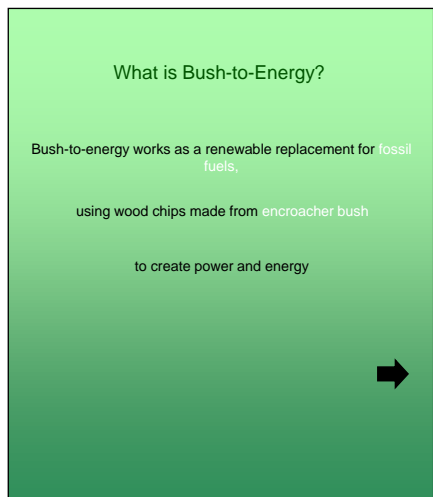 What is Bush-to-Energy?
Bush-to-energy works as a renewable replacement for fossil
fuels,
using wood chips made from encroacher bush
to create power and energy